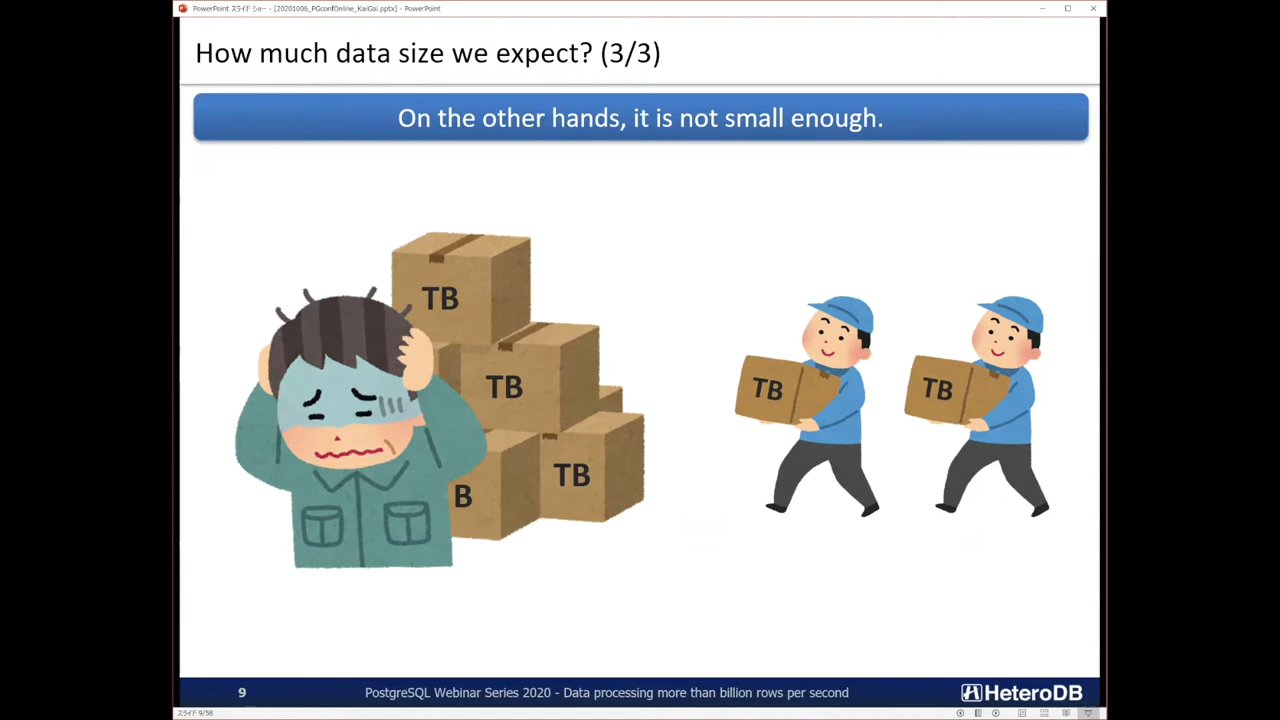 PowerPoint スライド ショー - [20201006_PGconfOnline_KaiGai.pptx] - PowerPoint
How much data size we expect? (3/3)
On the other hands, it is not small enough.
TB
TB
TB
TB
TB
B
9
PostgreSQL Webinar Series 2020 - Data processing more than billion rows per second
HeteroDB
スライド 9/56